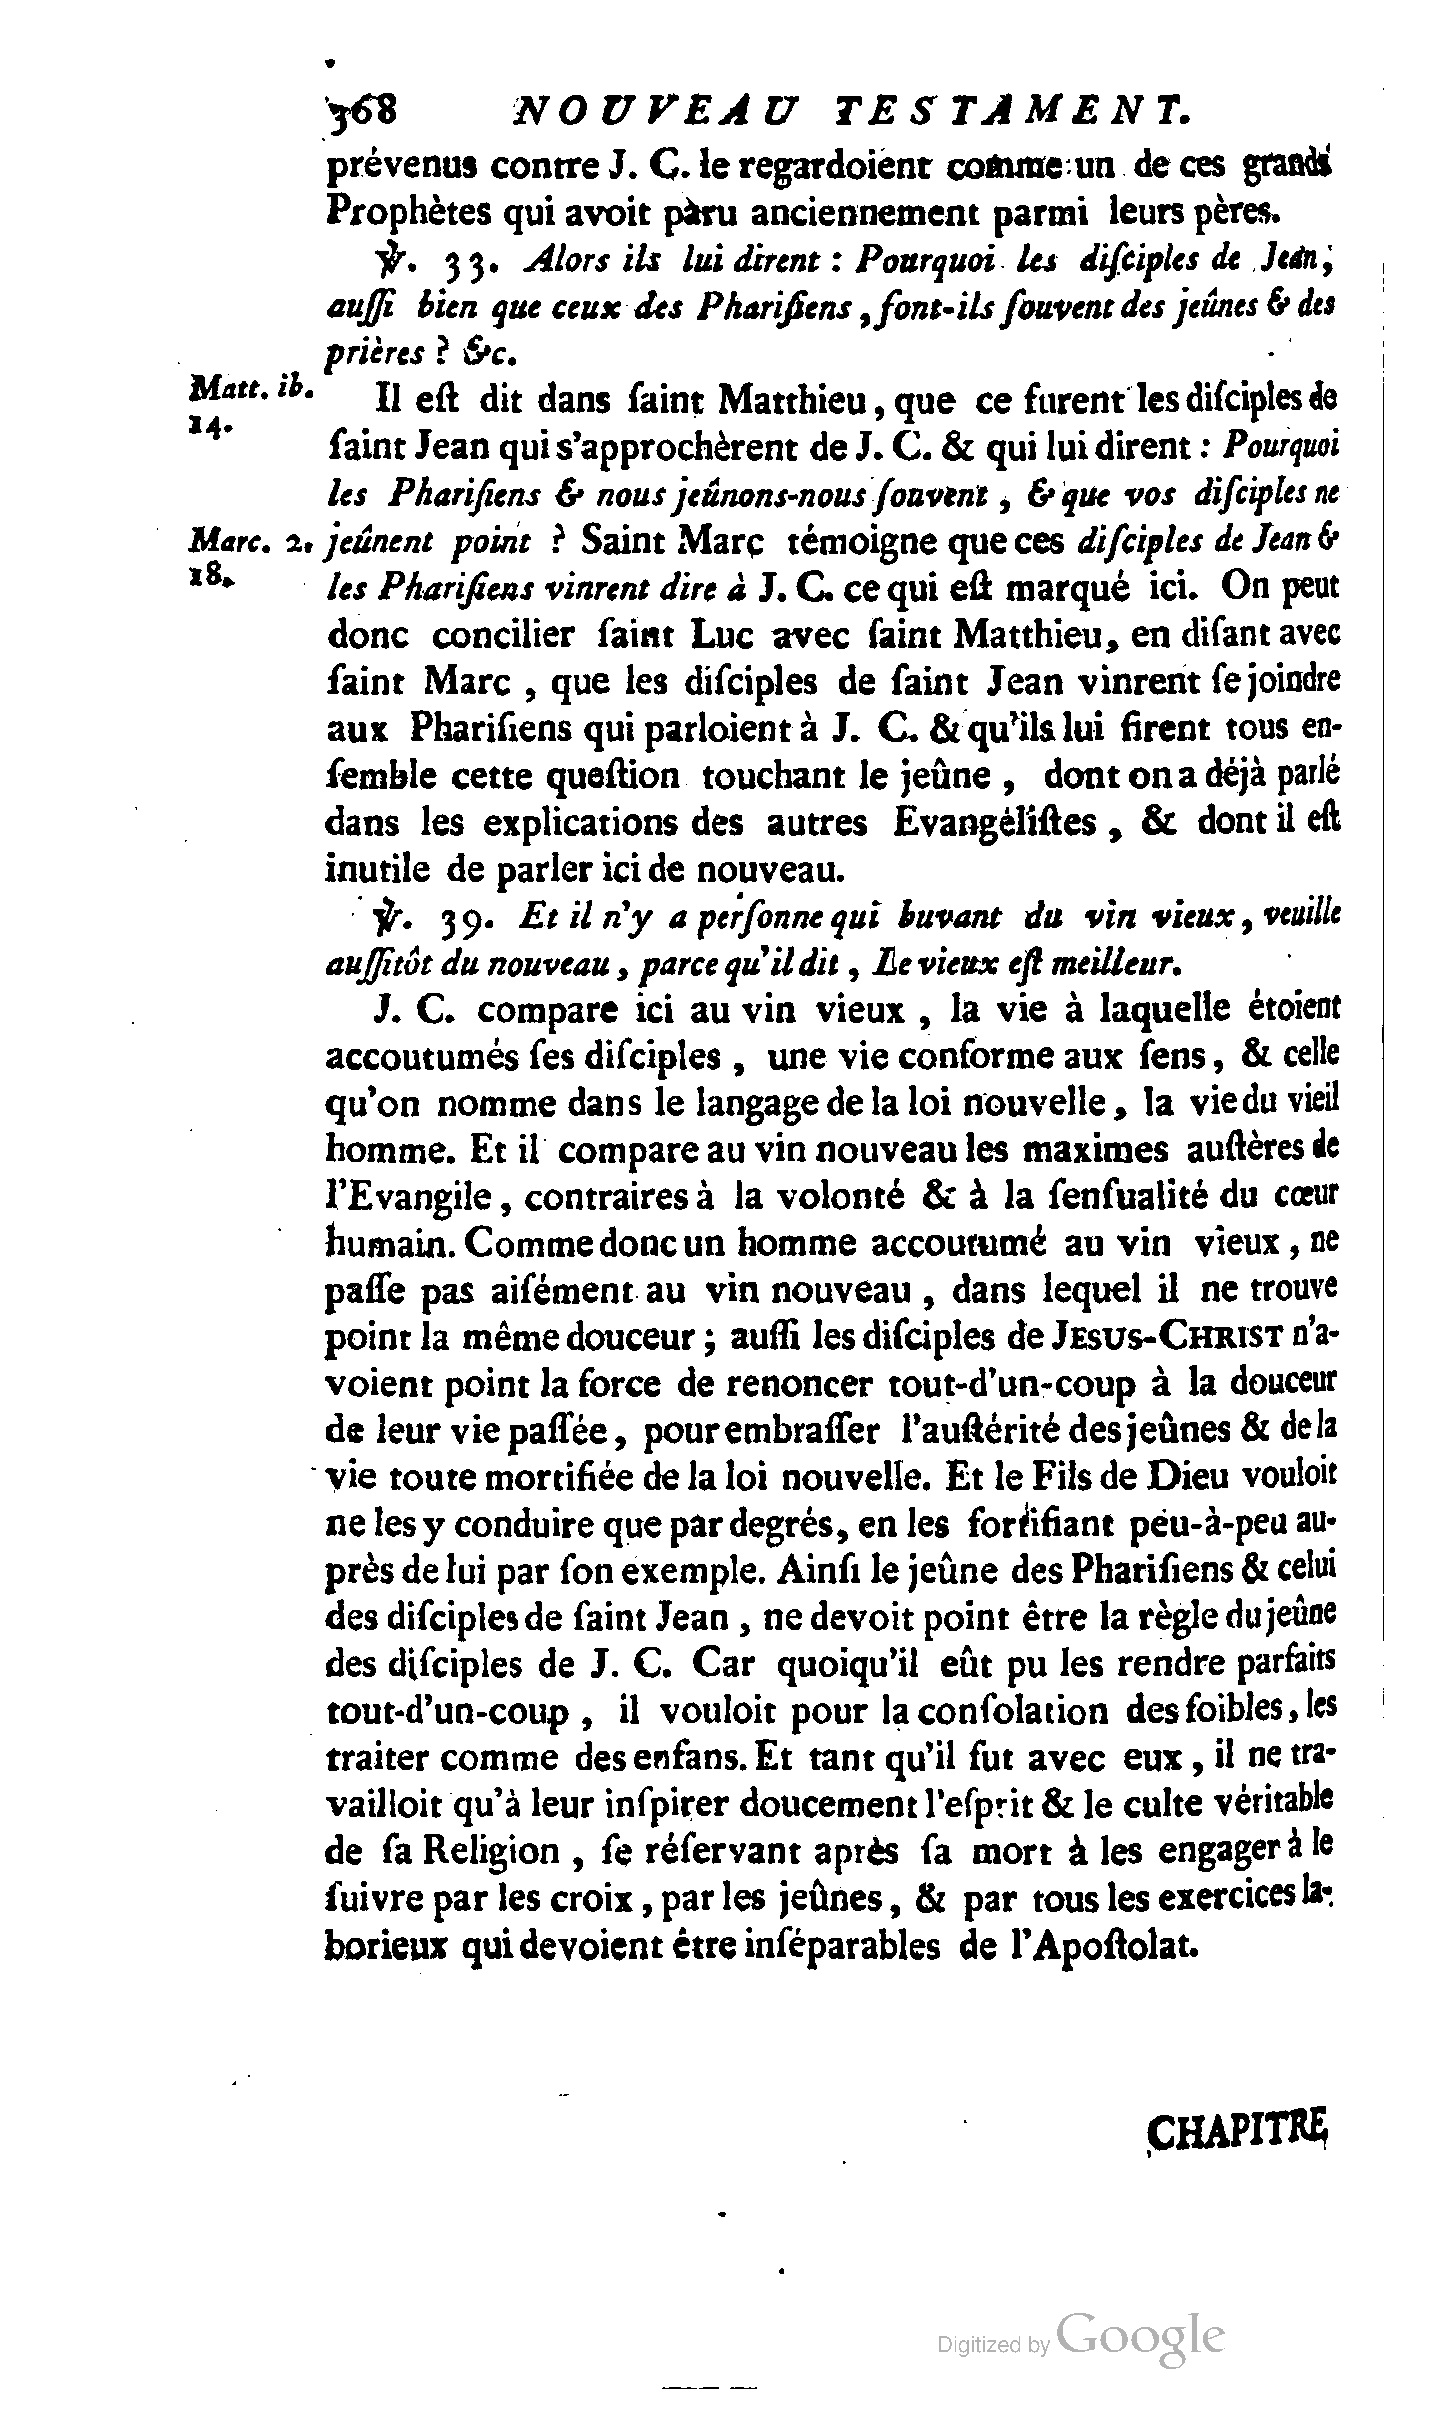 368 NOUVEAU TESTAMENT.
prévenus contre J. C. le regardoient comme un de ces grands
Prophètes qui avoit paru anciennement parmi leurs pères.
℣. 33. Alors ils lui dirent : Pourquoi les diſciples de Jean,
auſſi bien que ceux des Phariſiens, font-ils ſouvent des jeûnes & des
prières ? &c.
Matt. ib. 14.
Il eſt dit dans ſaint Matthieu, que ce furent les diſciples de
ſaint Jean qui s'approchèrent de J. C. & qui lui dirent : Pourquoi
les Phariſiens & nous jeûnons-nous ſouvent, & que vos diſciples ne
Marc. 2. 18.
jeûnent point ? Saint Marc témoigne que ces diſciples de Jean &
les Phariſiens vinrent dire à J. C. ce qui eſt marqué ici. On peut
donc concilier ſaint Luc avec ſaint Matthieu, en diſant avec
ſaint Marc, que les diſciples de ſaint Jean vinrent ſe joindre
aux Phariſiens qui parloient à J. C. & qu'ils lui firent tous en-
ſemble cette queſtion touchant le jeûne, dont on a déjà parlé
dans les explications des autres Evangéliſtes, & dont il eſt
inutile de parler ici de nouveau.
℣. 39. Et il n'y a perſonne qui buvant du vin vieux, veuille
auſſitôt du nouveau, parce qu'il dit, Le vieux eſt meilleur.
J. C. compare ici au vin vieux, la vie à laquelle étoient
accoutumés ſes diſciples, une vie conforme aux ſens, & celle
qu'on nomme dans le langage de la loi nouvelle, la vie du vieil
homme. Et il compare au vin nouveau les maximes auſtères de
l'Evangile, contraires à la volonté & à la ſenſualité du cœur
humain. Comme donc un homme accoutumé au vin vieux, ne
paſſe pas aiſément au vin nouveau, dans lequel il ne trouve
point la même douceur ; auſſi les diſciples de JESUS-CHRIST n'a-
voient point la force de renoncer tout-d'un-coup à la douceur
de leur vie paſſée, pour embraſſer l'auſtérité des jeûnes & de la
vie toute mortifiée de la loi nouvelle. Et le Fils de Dieu vouloit
ne les y conduire que par degrés, en les fortifiant peu-à-peu au-
près de lui par ſon exemple. Ainſi le jeûne des Phariſiens & celui
des diſciples de ſaint Jean, ne devoit point être la règle du jeûne
des diſciples de J. C. Car quoiqu'il eût pu les rendre parfaits
tout-d'un-coup, il vouloit pour la conſolation des foibles, les
traiter comme des enfans. Et tant qu'il fut avec eux, il ne tra-
vailloit qu'à leur inſpirer doucement l'eſprit & le culte véritable
de ſa Religion, ſe réſervant après ſa mort à les engager à le
ſuivre par les croix, par les jeûnes, & par tous les exercices la-
borieux qui devoient être inſéparables de l'Apoſtolat.
CHAPITRE
Digitized by Google